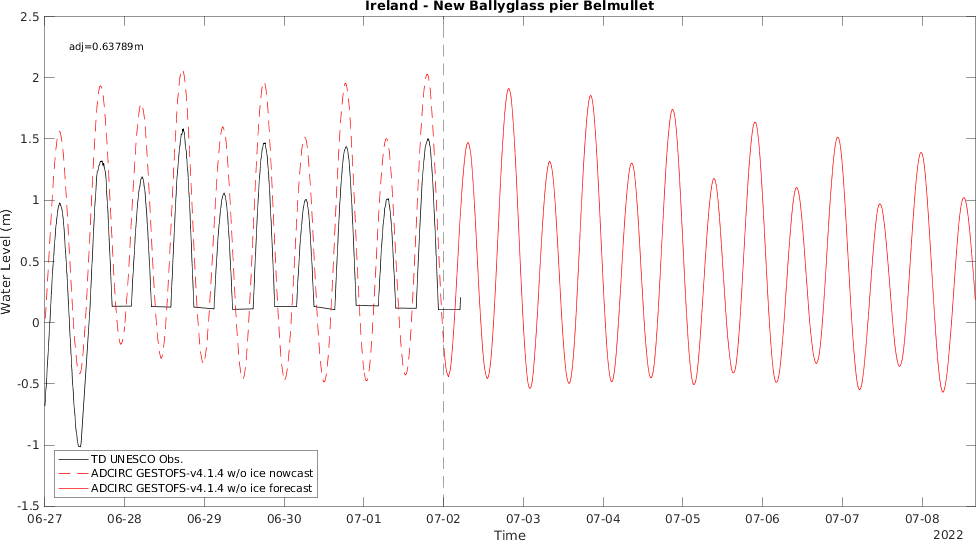 Ireland - New Ballyglass pier Belmullet
2.5
adj=0.63789m
2
1.5
1
0.5
0
-0.5
-1
-1.5
Water Level (m)
TD UNESCO Obs.
ADCIRC GESTOFS-v4.1.4 w/o ice nowcast
ADCIRC GESTOFS-v4.1.4 w/o ice forecast
06-27 06-28 06-29 06-30 07-01 07-02 07-03 07-04 07-05 07-06 07-07 07-08
Time
2022